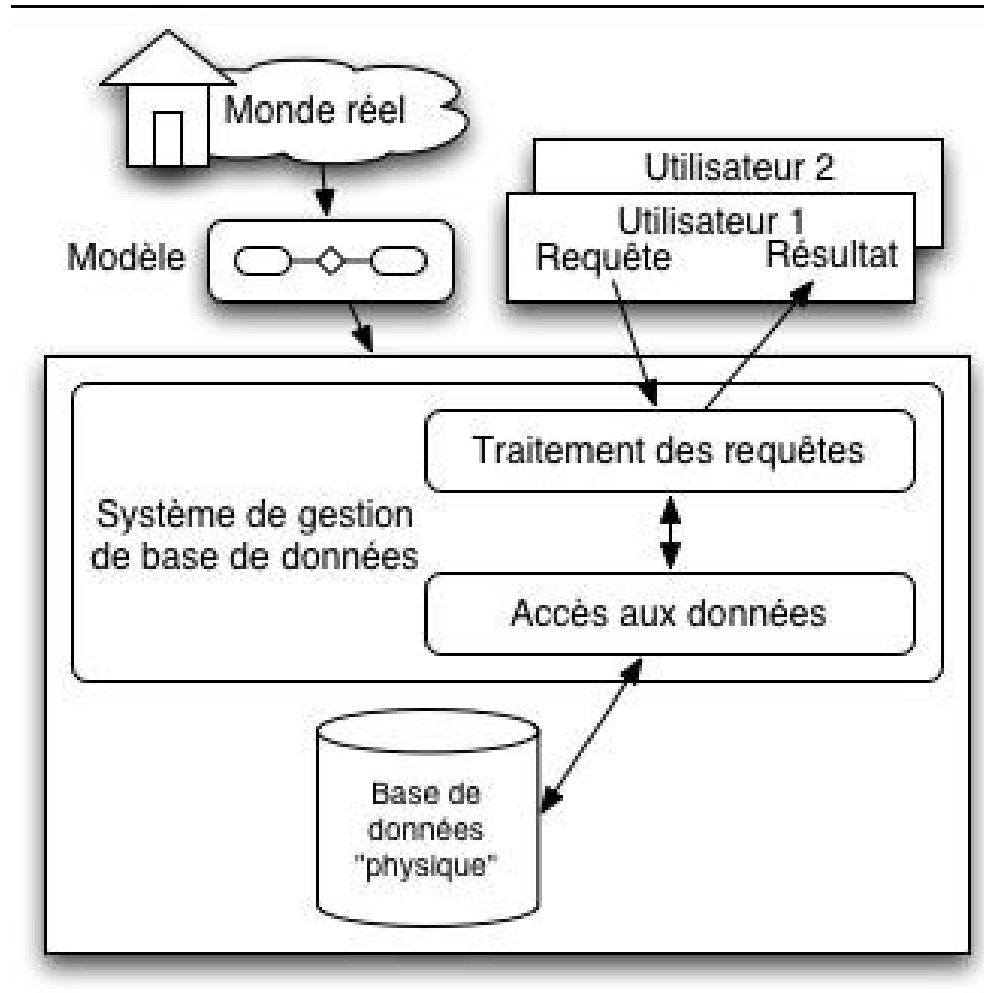 Monde réel
Utilisateur 2
Utilisateur 1
Modèle
Requête
Résultat
Traitement des requêtes
Système de gestion
de base de données
Accès aux données
Base de
données
"physique"